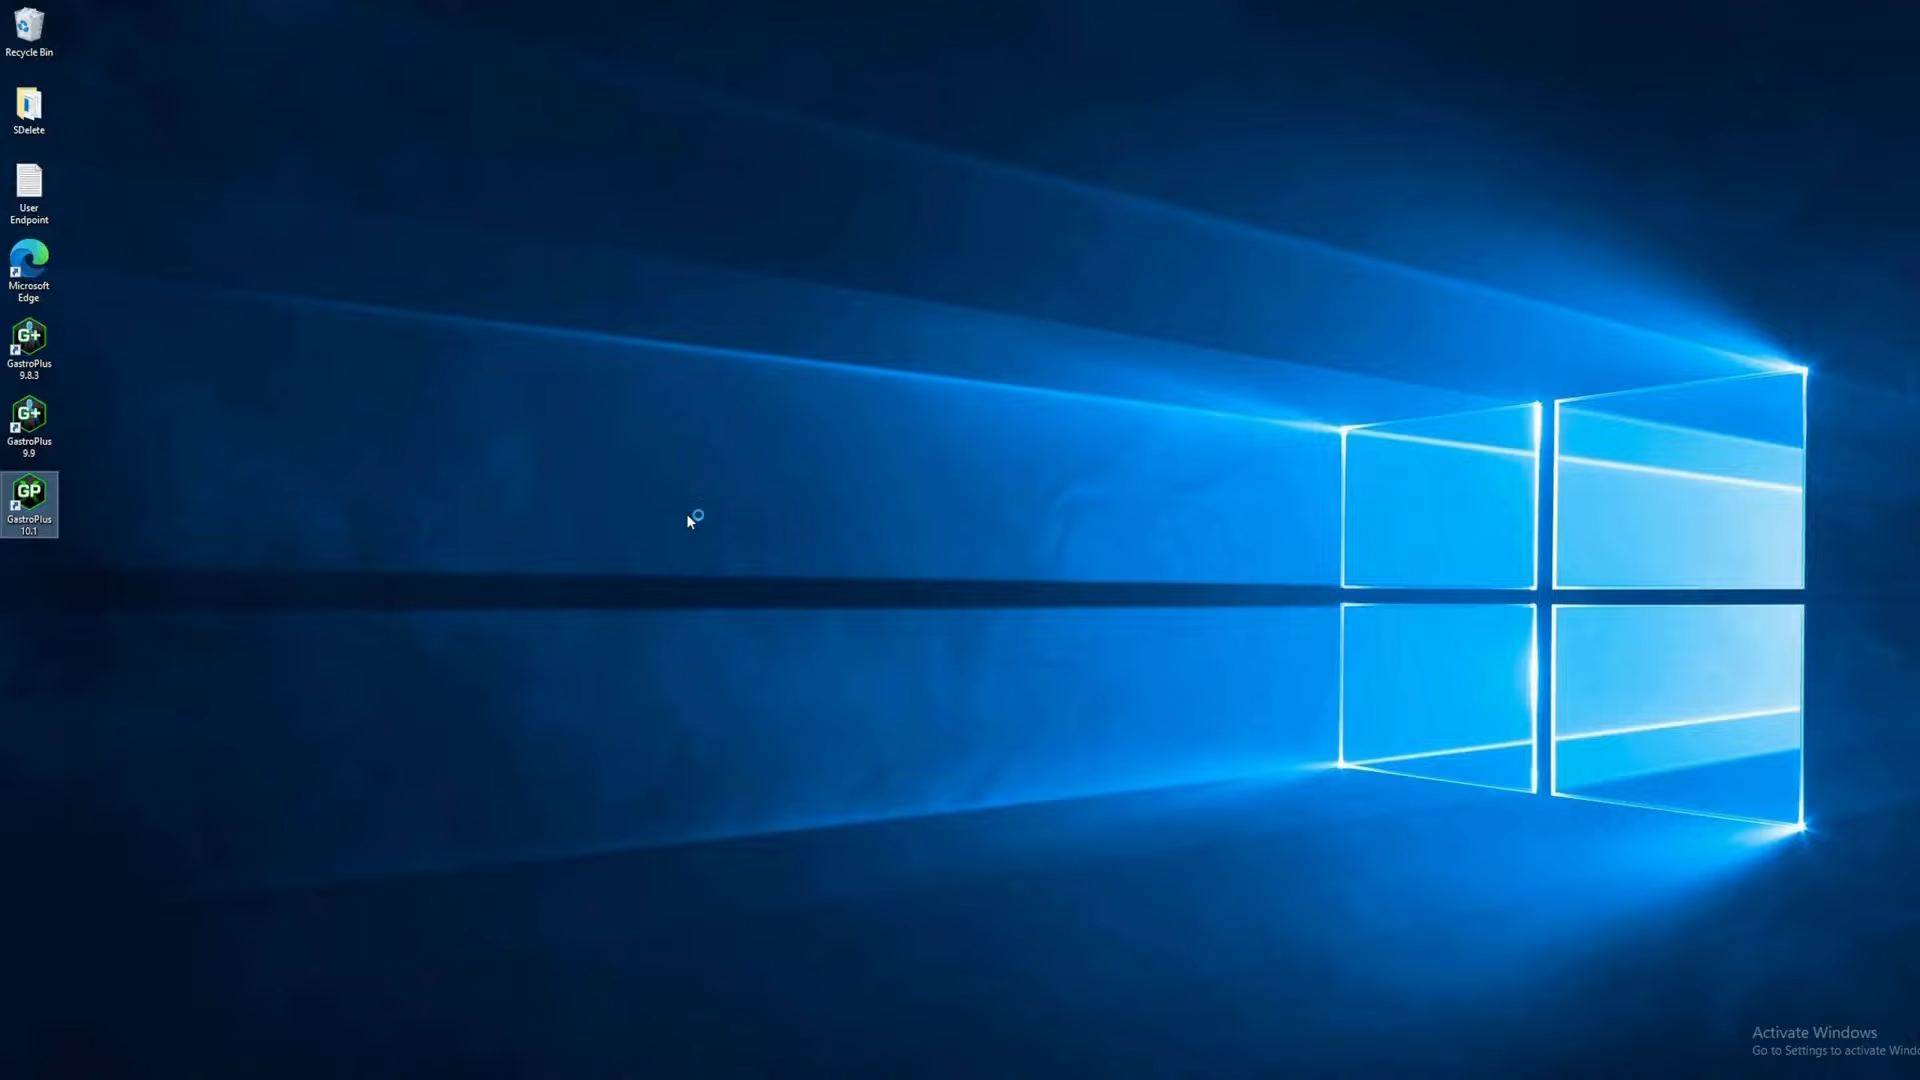 Recycle Bin
SDelete
User
Endpoint
Microsoft
Edge
G+
GastroPlus
9.8.3
G+
GastroPlus
9.9
GP
GastroPlus
10.1
Activate Windows
Go to Settings to activate Windo